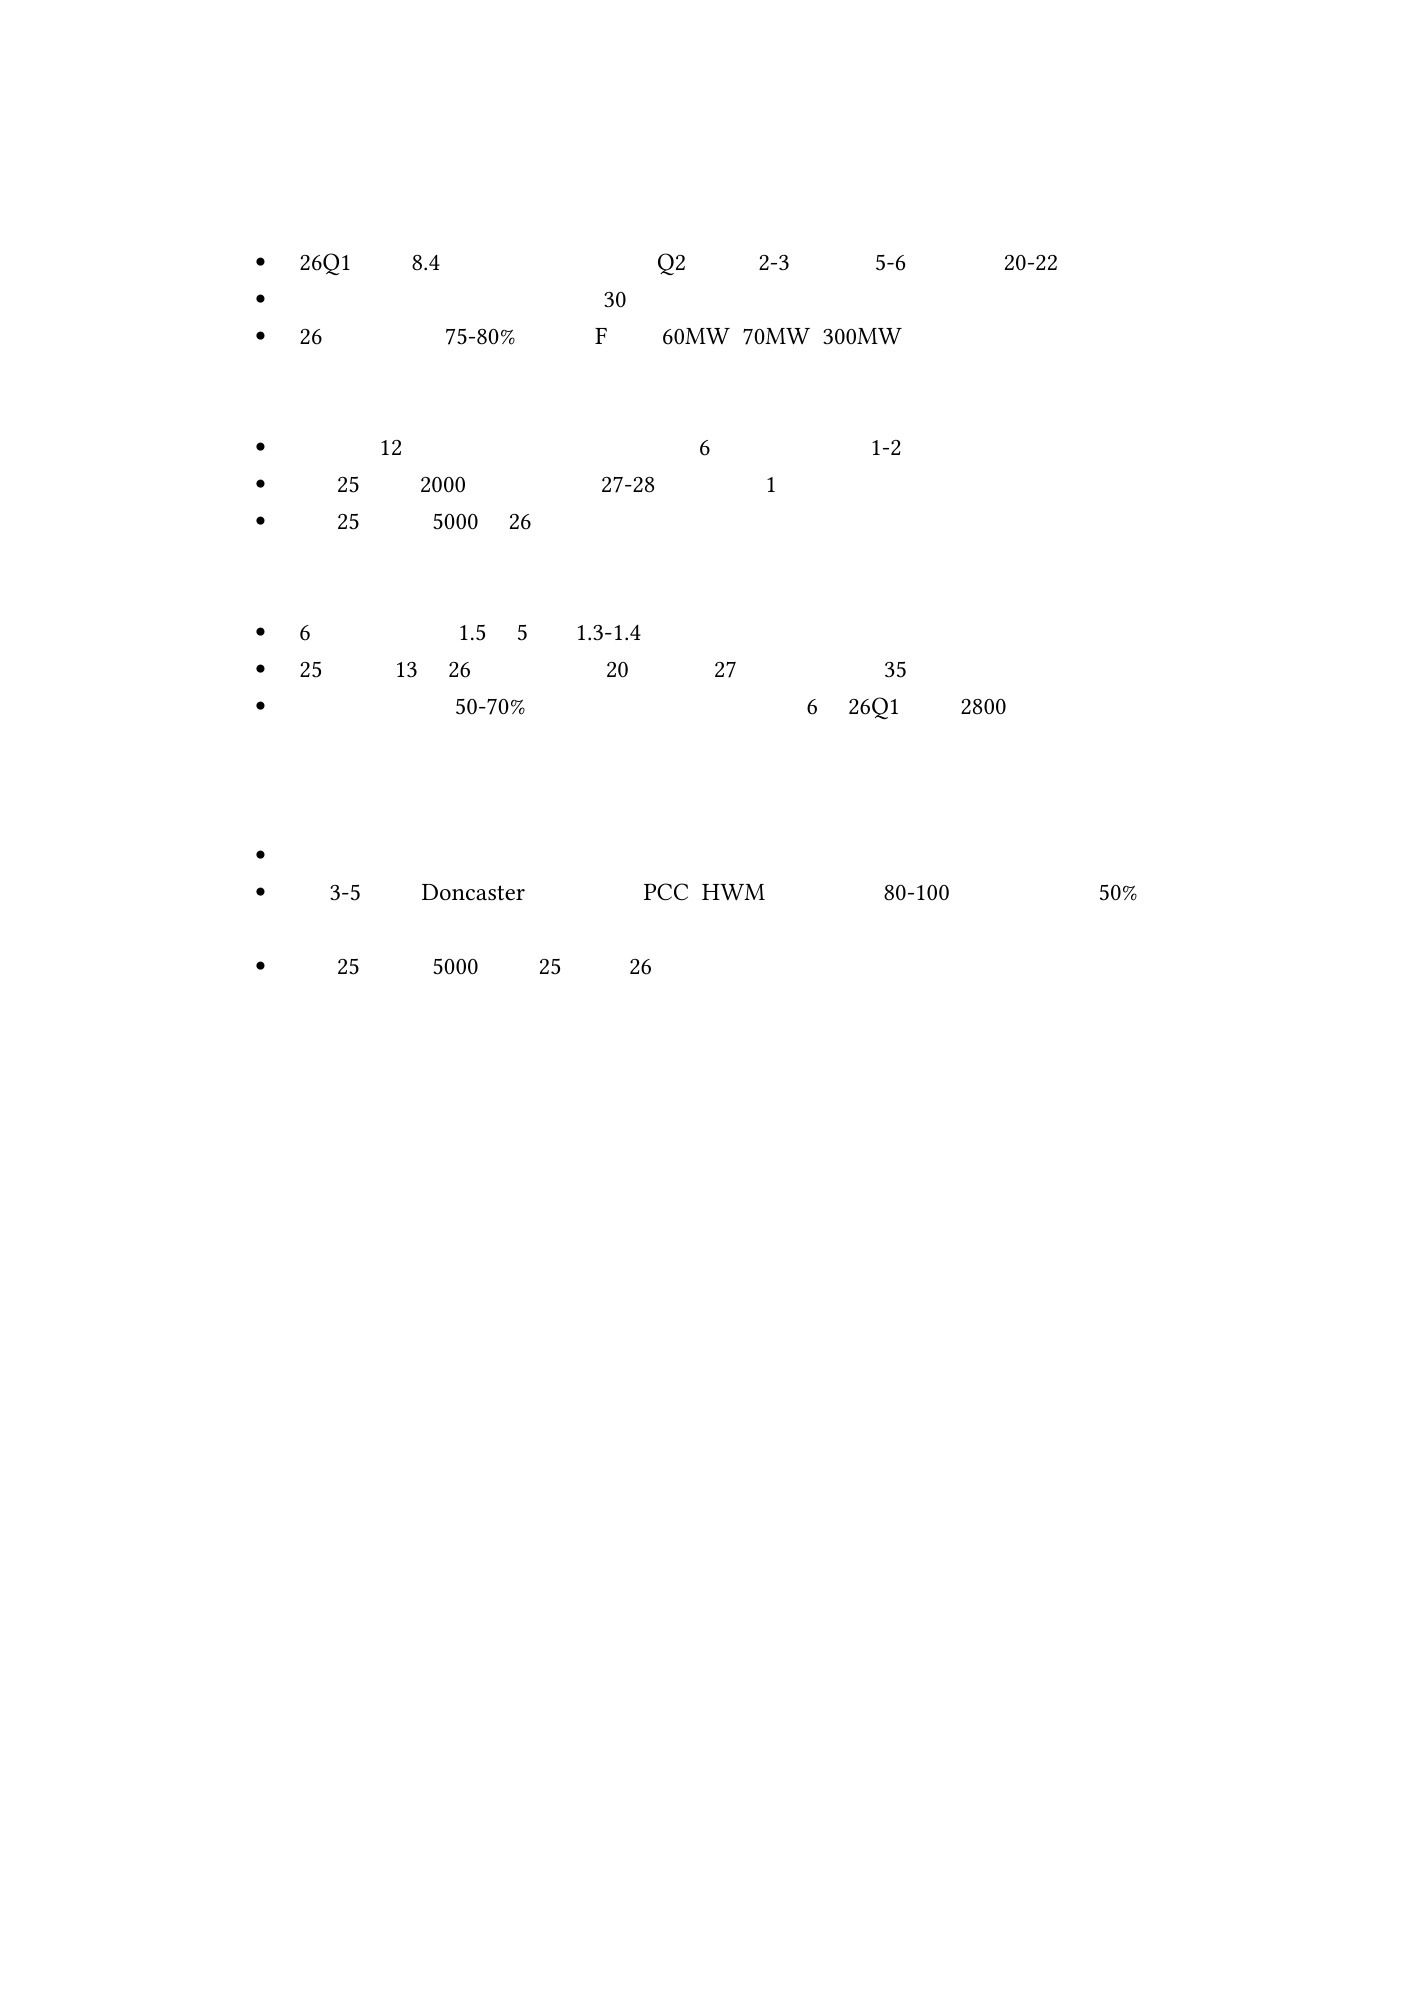 • 26Q1 8.4 Q2 2-3 5-6 20-22
• 30
• 26 75-80% F 60MW 70MW 300MW
• 12 6 1-2
• 25 2000 27-28 1
• 25 5000 26
• 6 1.5 5 1.3-1.4
• 25 13 26 20 27 35
• 50-70% 6 26Q1 2800
•
• 3-5 Doncaster PCC HWM 80-100 50%
• 25 5000 25 26